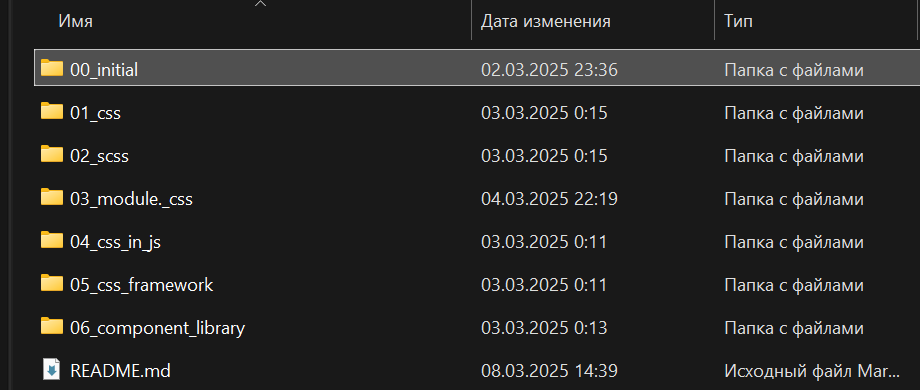 Имя Дата изменения Тип
00_initial 02.03.2025 23:36 Папка с файлами
01_css 03.03.2025 0:15 Папка с файлами
02_scss 03.03.2025 0:15 Папка с файлами
03_module._css 04.03.2025 22:19 Папка с файлами
04_css_in_js 03.03.2025 0:11 Папка с файлами
05_css_framework 03.03.2025 0:11 Папка с файлами
06_component_library 03.03.2025 0:13 Папка с файлами
README.md 08.03.2025 14:39 Исходный файл Mar...